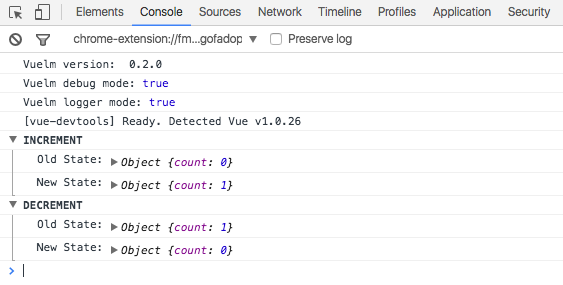 Elements Console Sources Network Timeline Profiles Application Security
chrome-extension://fm...gofadop ▼ Preserve log
Vuelm version:  0.2.0
Vuelm debug mode: true
Vuelm logger mode: true
[vue-devtools] Ready. Detected Vue v1.0.26
▼ INCREMENT
Old State: ▶Object {count: 0}
New State: ▶Object {count: 1}
▼ DECREMENT
Old State: ▶Object {count: 1}
New State: ▶Object {count: 0}
>